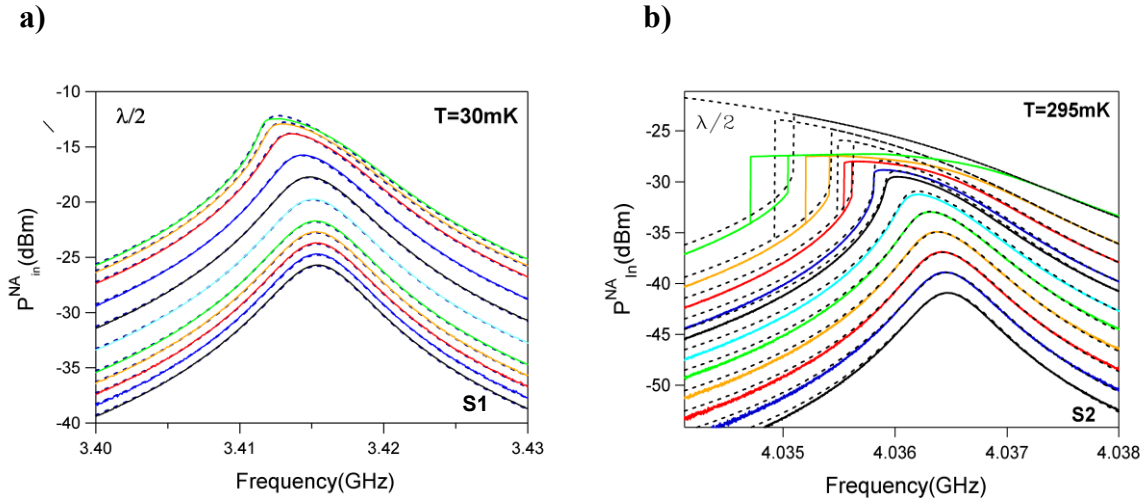 a)
b)
P^NA_in(dBm)
-10
-15
-20
-25
-30
-35
-40
λ/2
T=30mK
S1
3.40
3.41
3.42
3.43
Frequency(GHz)
P^NA_in(dBm)
-25
-30
-35
-40
-45
-50
λ/2
T=295mK
S2
4.035
4.036
4.037
4.038
Frequency(GHz)